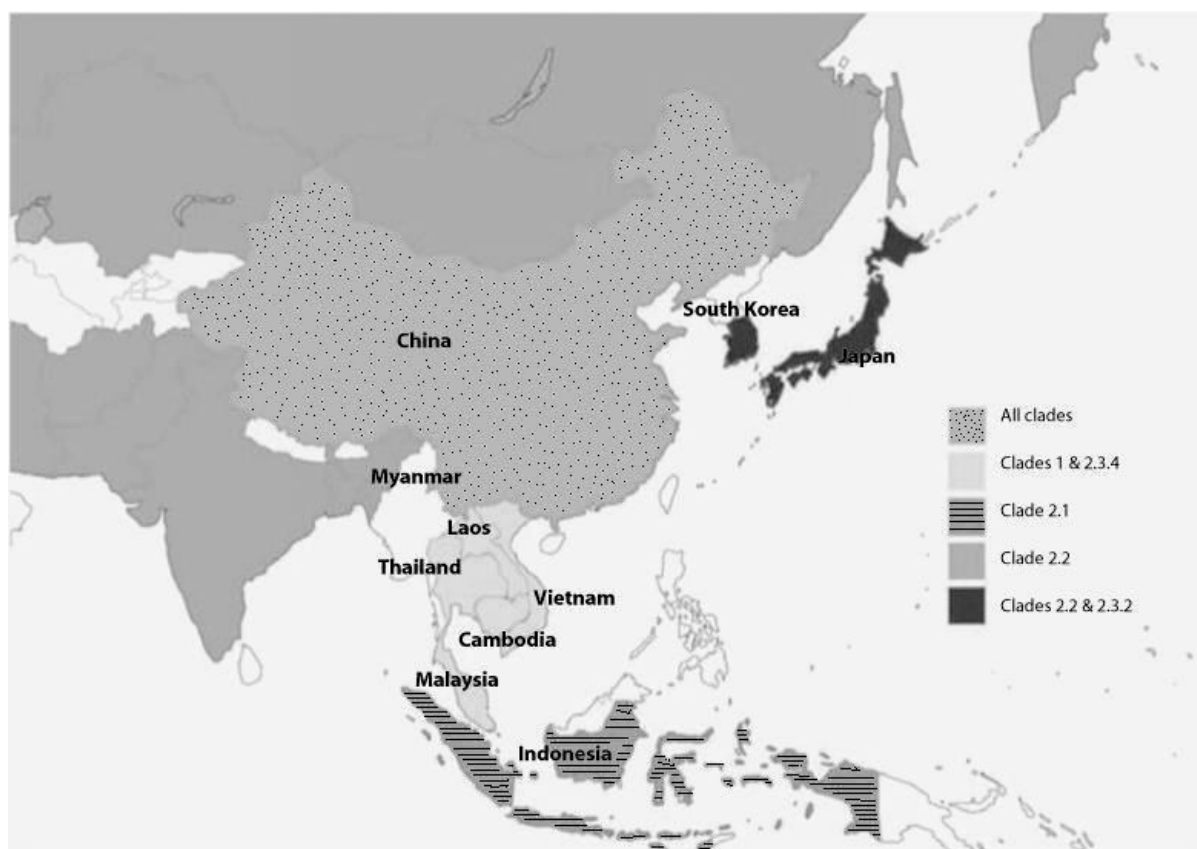 South Korea
China
Japan
Myanmar
Laos
Thailand
Vietnam
Cambodia
Malaysia
Indonesia
All clades
Clades 1 & 2.3.4
Clade 2.1
Clade 2.2
Clades 2.2 & 2.3.2